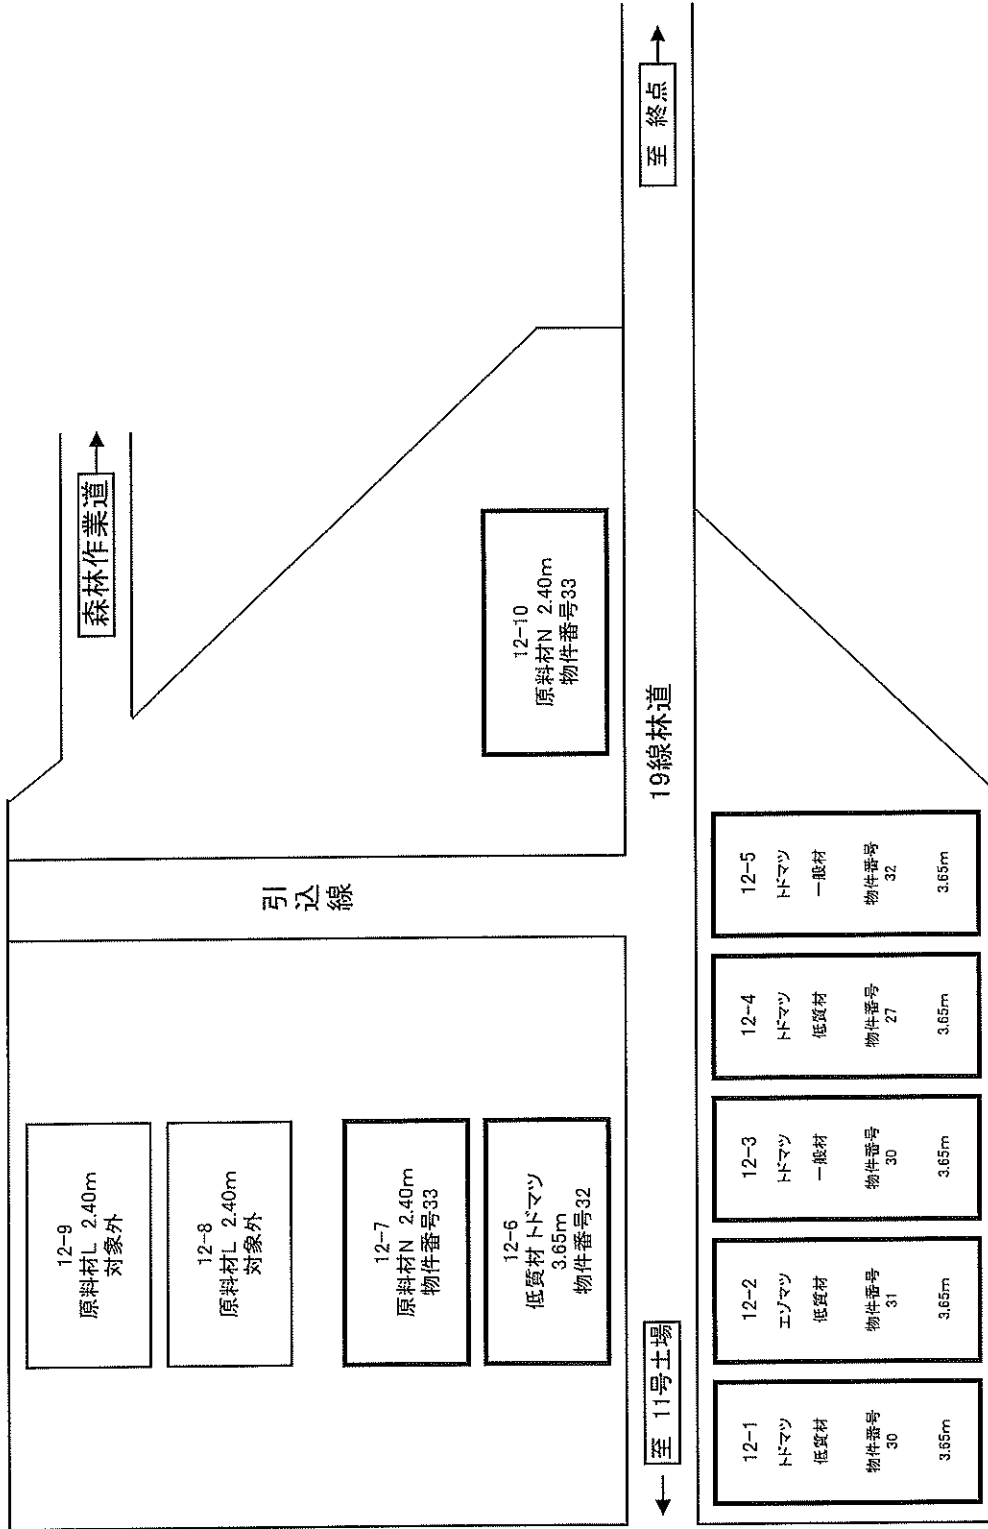 森林作業道
12-9
原料材L 2.40m
対象外
12-8
原料材L 2.40m
対象外
12-7
原料材N 2.40m
物件番号33
12-6
低質材 トドマツ
3.65m
物件番号32
引
込
線
12-10
原料材N 2.40m
物件番号33
至 11号土場
19線林道
至 終点
12-1
トドマツ
低質材
物件番号
30
3.65m
12-2
エゾマツ
低質材
物件番号
31
3.65m
12-3
トドマツ
一般材
物件番号
30
3.65m
12-4
トドマツ
低質材
物件番号
27
3.65m
12-5
トドマツ
一般材
物件番号
32
3.65m